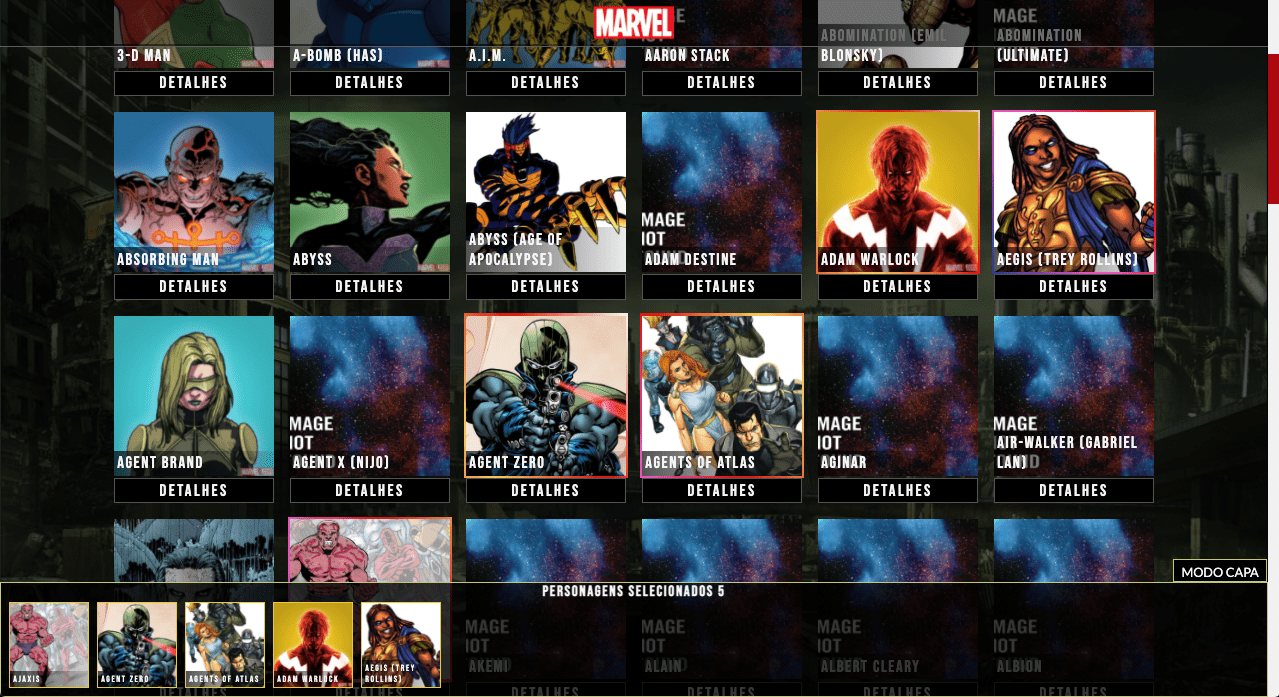 MARVEL
3-D MAN
A-BOMB (HAS)
A.I.M.
AARON STACK
MAGE
ABOMINATION (EMIL
BLONSKY)
MAGE
ABOMINATION
(ULTIMATE)
DETALHES
DETALHES
DETALHES
DETALHES
DETALHES
DETALHES
ABSORBING MAN
ABYSS
ABYSS (AGE OF
APOCALYPSE)
MAGE
IOT
ADAM DESTINE
ADAM WARLOCK
AEGIS (TREY ROLLINS)
DETALHES
DETALHES
DETALHES
DETALHES
DETALHES
DETALHES
AGENT BRAND
MAGE
IOT
AGENT X (NIJO)
AGENT ZERO
AGENTS OF ATLAS
MAGE
IOT
AGINAR
MAGE
IOT
AIR-WALKER (GABRIEL
LAN)
DETALHES
DETALHES
DETALHES
DETALHES
DETALHES
DETALHES
MODO CAPA
PERSONAGENS SELECIONADOS 5
AJAXIS
AGENT ZERO
AGENTS OF ATLAS
ADAM WARLOCK
AEGIS (TREY
ROLLINS)
MAGE
IOT
AKEMI
MAGE
IOT
ALAIN
MAGE
IOT
ALBERT CLEARY
MAGE
IOT
ALBION
DETALHES
DETALHES
DETALHES
DETALHES
DETALHES
DETALHES